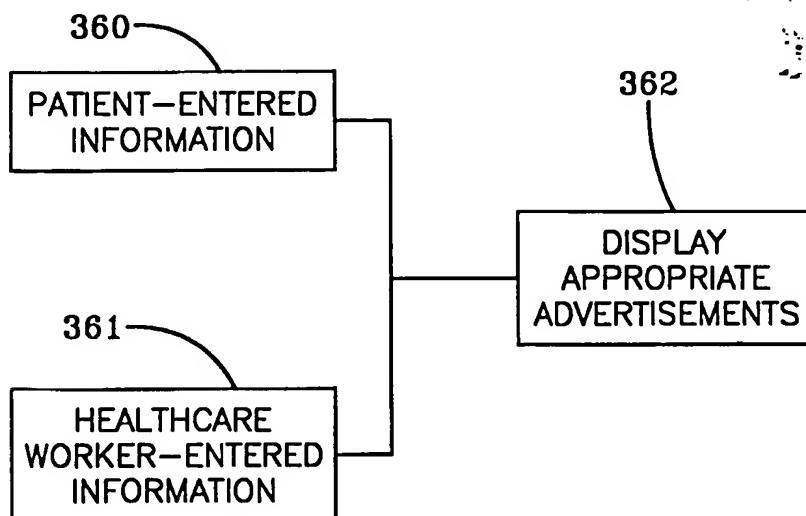 360
PATIENT-ENTERED
INFORMATION
362
DISPLAY
APPROPRIATE
ADVERTISEMENTS
361
HEALTHCARE
WORKER-ENTERED
INFORMATION